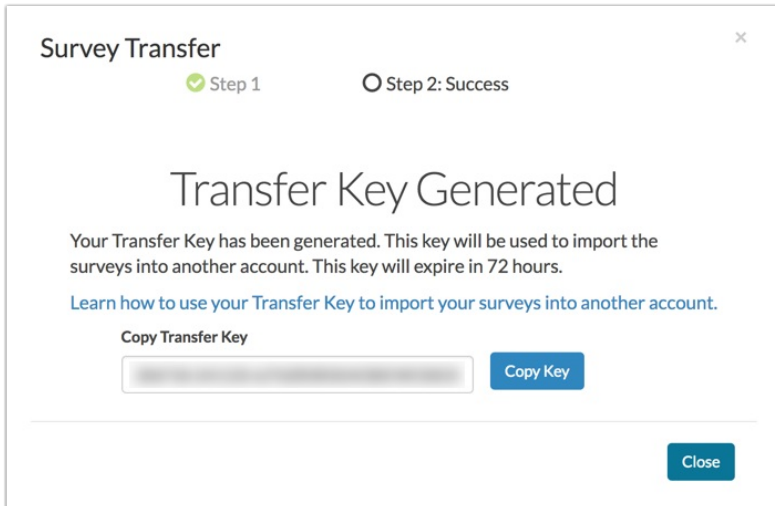 Survey Transfer
×
Step 1
Step 2: Success
Transfer Key Generated
Your Transfer Key has been generated. This key will be used to import the
surveys into another account. This key will expire in 72 hours.
Learn how to use your Transfer Key to import your surveys into another account.
Copy Transfer Key
Copy Key
Close